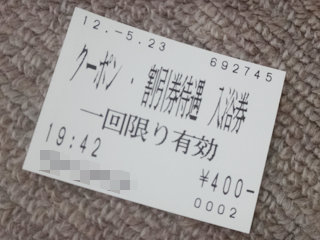 12.-5.23 692745
クーポン・割引券待遇 入浴券
一回限り有効
19:42 ¥400-
0002